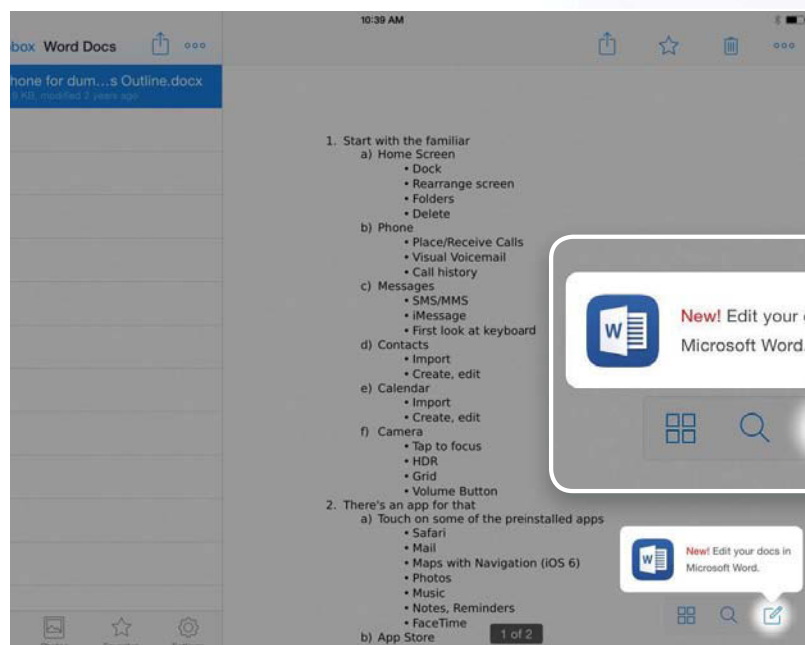 10:39 AM
box Word Docs
hone for dum...s Outline.docx
KB, modified 2 years ago
1. Start with the familiar
a) Home Screen
• Dock
• Rearrange screen
• Folders
• Delete
b) Phone
• Place/Receive Calls
• Visual Voicemail
• Call history
c) Messages
• SMS/MMS
• iMessage
• First look at keyboard
d) Contacts
• Import
• Create, edit
e) Calendar
• Import
• Create, edit
f) Camera
• Tap to focus
• HDR
• Grid
• Volume Button
2. There's an app for that
a) Touch on some of the preinstalled apps
• Safari
• Mail
• Maps with Navigation (iOS 6)
• Photos
• Music
• Notes, Reminders
• FaceTime
b) App Store
1 of 2
W
New! Edit your
Microsoft Word.
W
New! Edit your docs in
Microsoft Word.